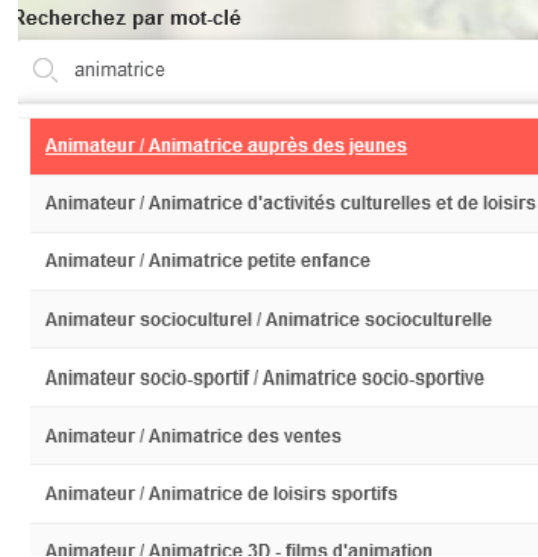 Recherchez par mot-clé
animatrice
Animateur / Animatrice auprès des jeunes
Animateur / Animatrice d'activités culturelles et de loisirs
Animateur / Animatrice petite enfance
Animateur socioculturel / Animatrice socioculturelle
Animateur socio-sportif / Animatrice socio-sportive
Animateur / Animatrice des ventes
Animateur / Animatrice de loisirs sportifs
Animateur / Animatrice 3D - films d'animation